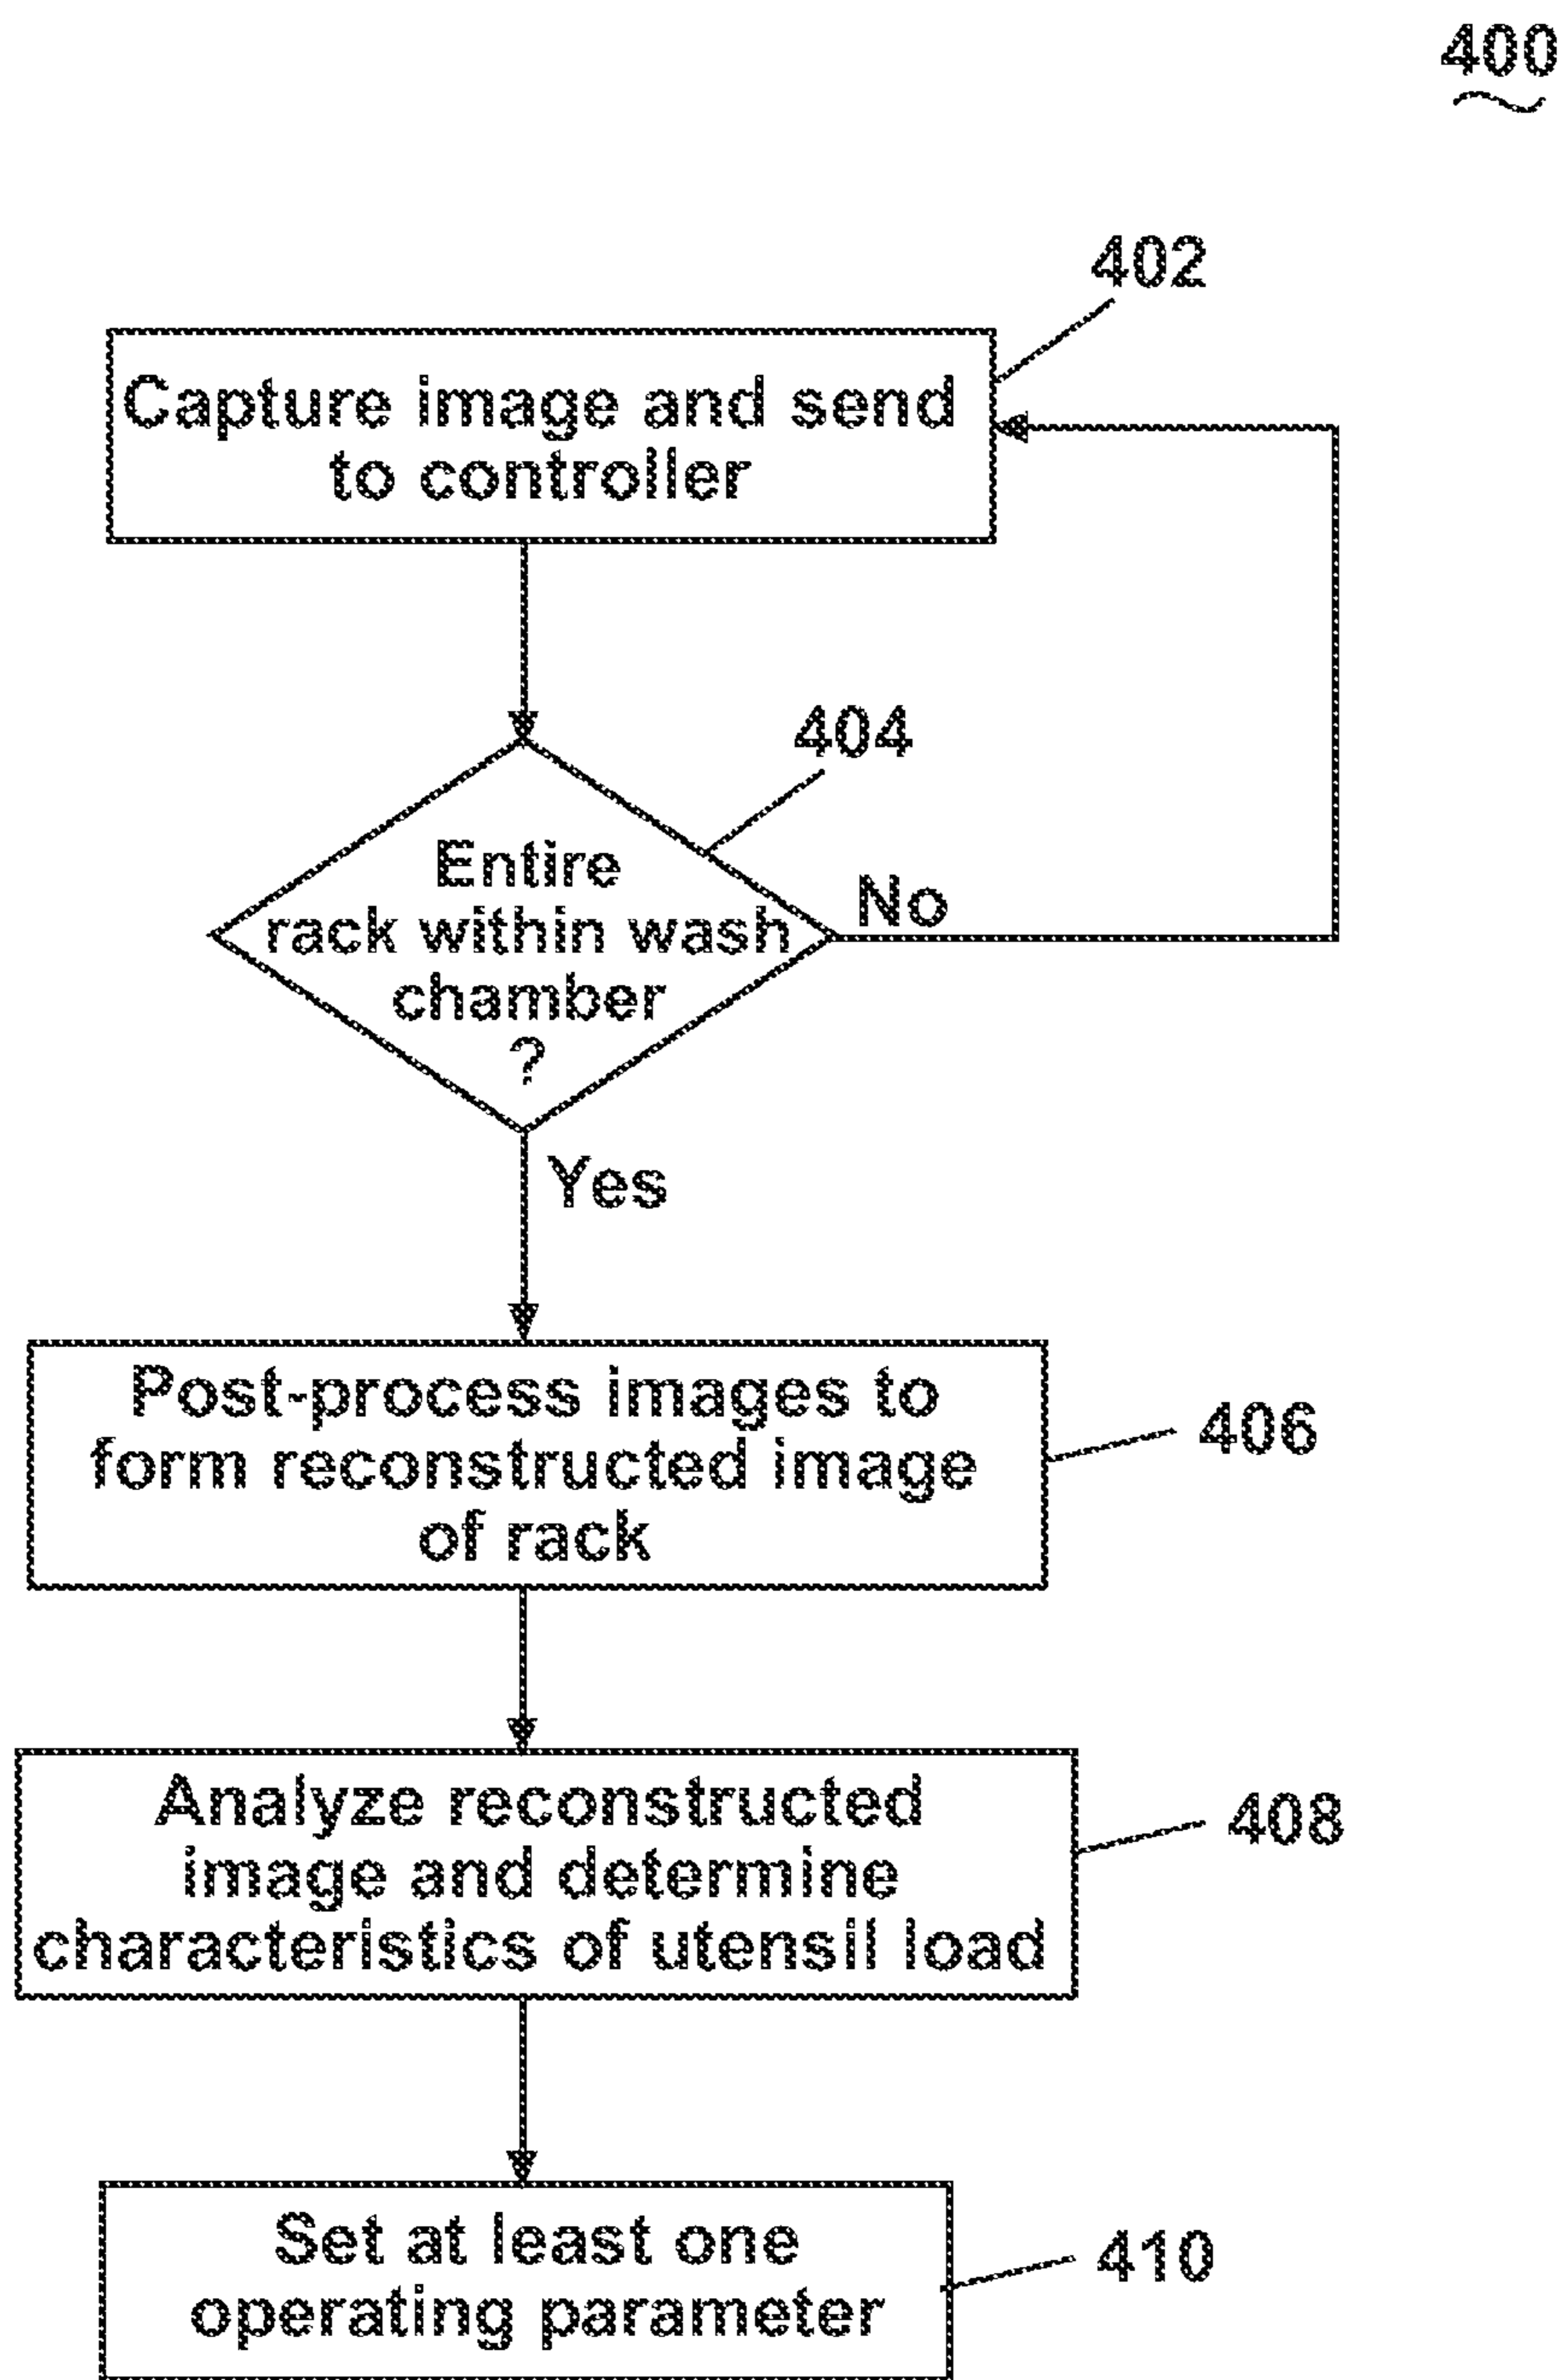 400
402
Capture image and send
to controller
404
Entire
rack within wash
chamber
?
No
Yes
Post-process images to
form reconstructed image
of rack
406
Analyze reconstructed
image and determine
characteristics of utensil load
408
Set at least one
operating parameter
410